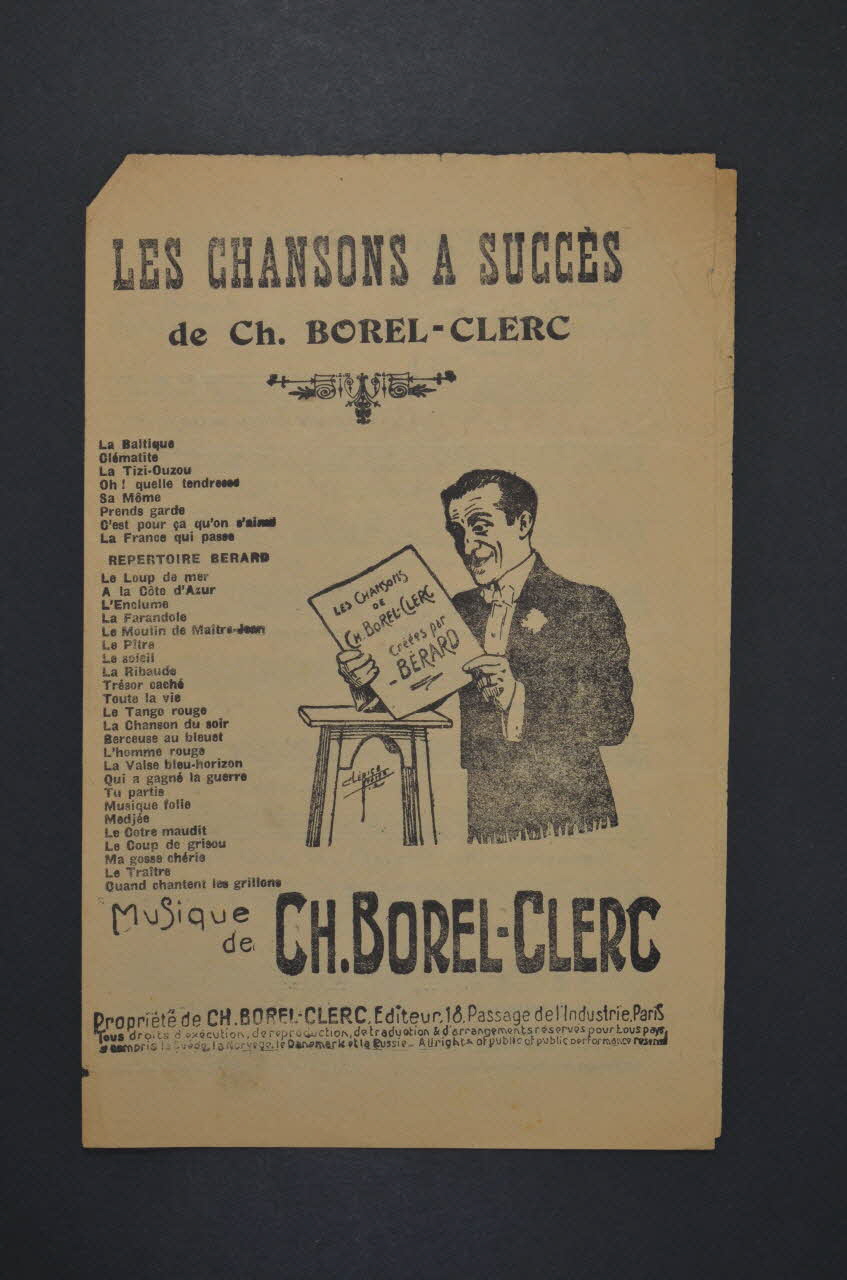 LES CHANSONS A SUCCÈS
de Ch. BOREL-CLERC
La Baltique
Clématite
La Tizi-Ouzou
Oh ! quelle tendresse
Sa Môme
Prends garde
C'est pour ça qu'on s'aime
La France qui passe
REPERTOIRE BERARD
Le Loup de mer
A la Côte d'Azur
L'Enclume
La Farandole
Le Moulin de Maître-Jean
Le Pître
Le soleil
La Ribaude
Trésor caché
Toute la vie
Le Tango rouge
La Chanson du soir
Berceuse au bleuet
L'homme rouge
La Valse bleu-horizon
Qui a gagné la guerre
Tu partis
Musique folle
Medjée
Le Cotre maudit
Le Coup de grisou
Ma gosse chérie
Le Traître
Quand chantent les grillons
LES CHANSONS
DE
CH. BOREL-CLERC
Créées par
- BÉRARD
Musique
de CH. BOREL-CLERC
Propriété de CH. BOREL-CLERC, Editeur, 18, Passage de l'Industrie, Paris
Tous droits d'exécution, de reproduction, de traduction & d'arrangements réservés pour tous pays,
y compris la Suède, la Norvège, le Danemark et la Russie _ All rights of public of public performance